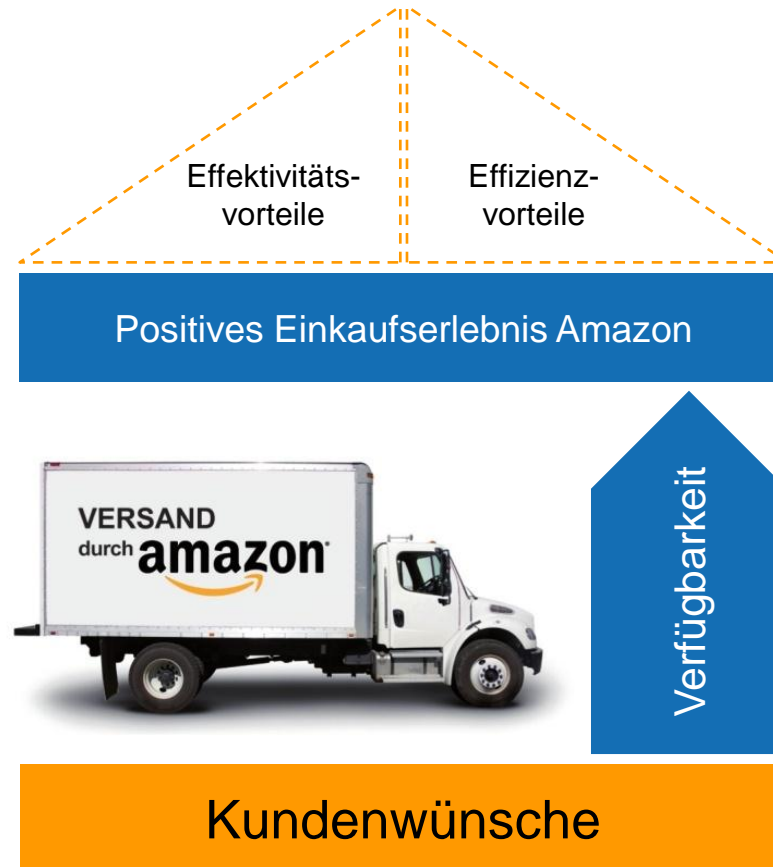 Effektivitäts-
vorteile
Effizienz-
vorteile
Positives Einkaufserlebnis Amazon
VERSAND
durch amazon
Verfügbarkeit
Kundenwünsche